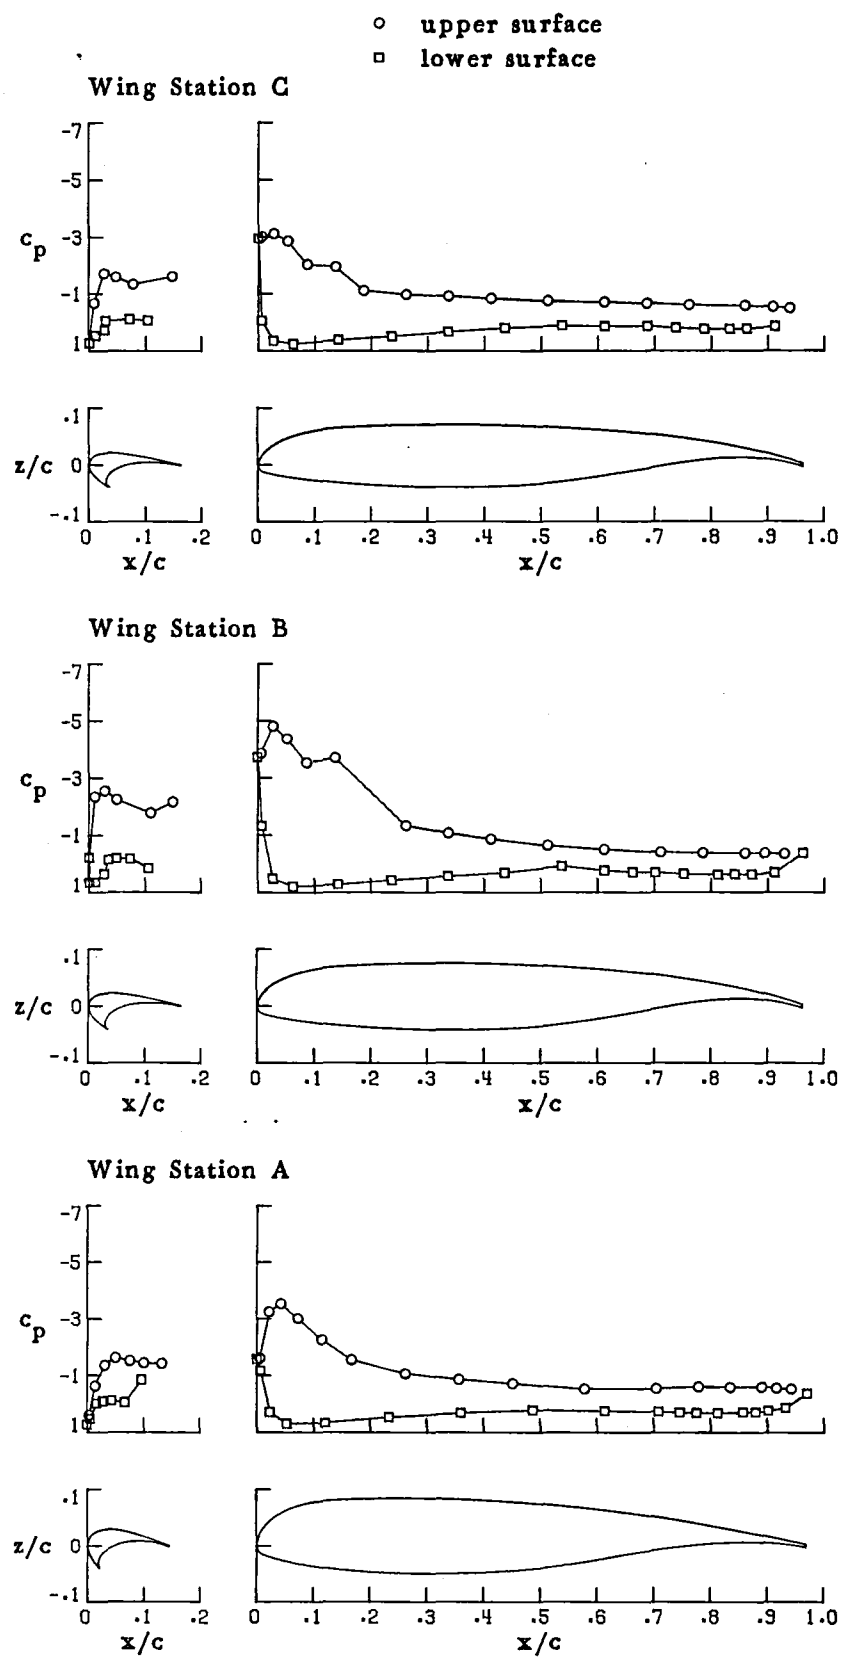 upper surface
lower surface
Wing Station C
-7
-5
-3
-1
1
c p
.1
0
-.1
z/c
0 .1 .2
x/c
0 .1 .2 .3 .4 .5 .6 .7 .8 .9 1.0
x/c
Wing Station B
-7
-5
-3
-1
1
c p
.1
0
-.1
z/c
0 .1 .2
x/c
0 .1 .2 .3 .4 .5 .6 .7 .8 .9 1.0
x/c
Wing Station A
-7
-5
-3
-1
1
c p
.1
0
-.1
z/c
0 .1 .2
x/c
0 .1 .2 .3 .4 .5 .6 .7 .8 .9 1.0
x/c